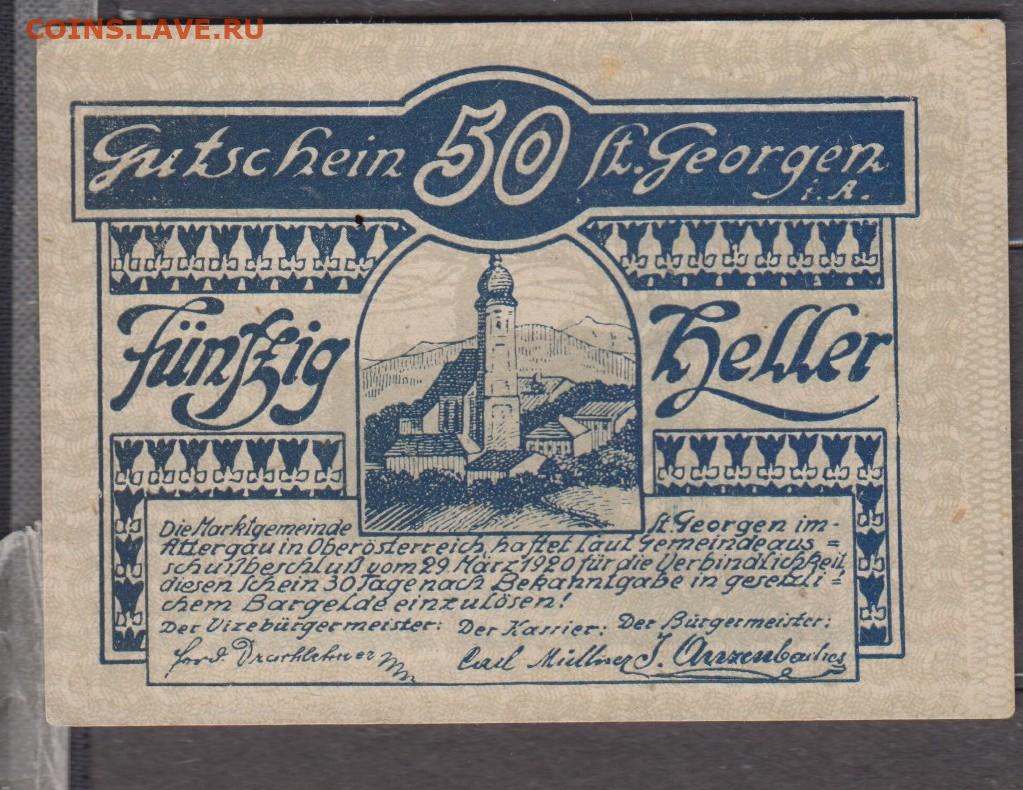 COINS.LAVE.RU
Gutschein 50 St. Georgen
i. A.
Fünfzig Heller
Die Marktgemeinde St. Georgen im-
Attergau in Oberösterreich, haftet laut Gemeindeaus=
schußbeschluß vom 29 März 1920 für die Verbindlichkeit,
diesen Schein 30 Tage nach Bekanntgabe in gesetzli=
chem Bargelde einzulösen!
Der Vizebürgermeister: Der Kassier: Der Bürgermeister:
Carl Müllner J. Anzenbacher